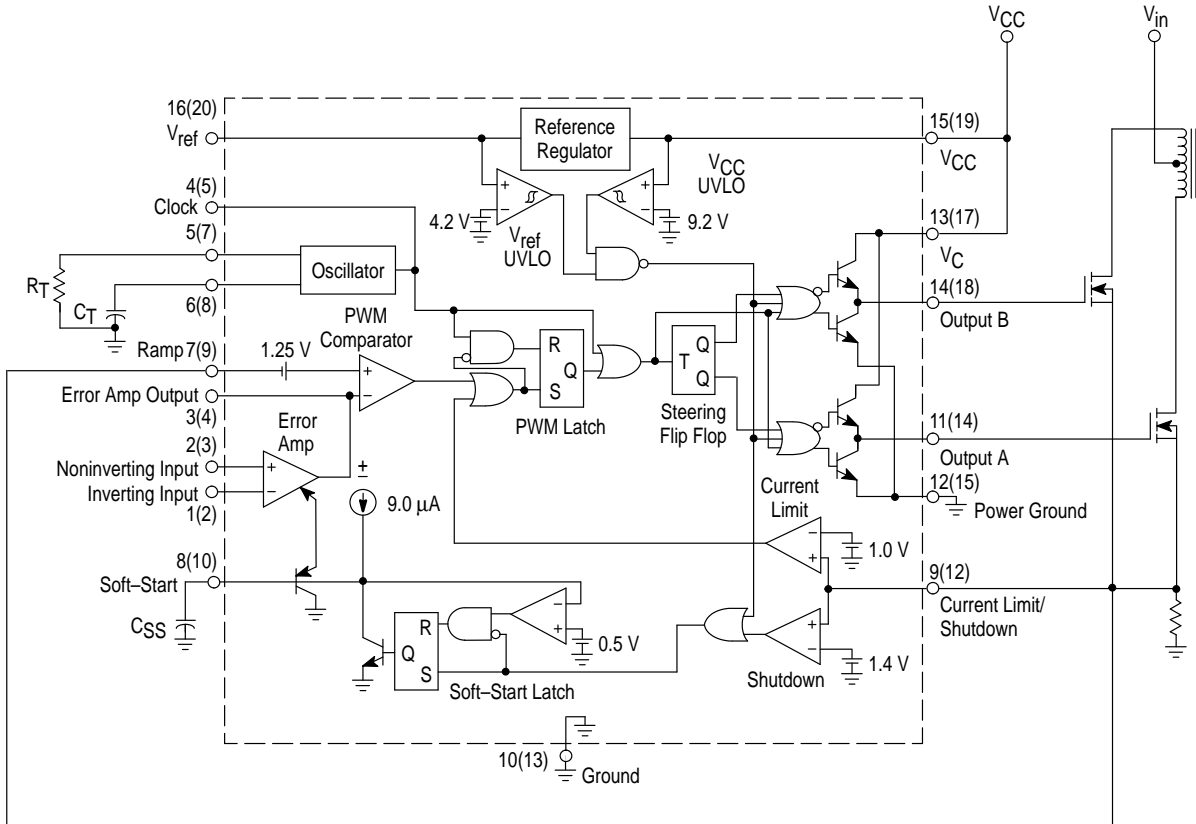 VCC
Vin
16(20)
Vref
Reference
Regulator
15(19)
VCC
VCC
UVLO
4(5)
Clock
+
−
4.2 V
+
−
9.2 V
Vref
UVLO
5(7)
13(17)
VC
RT
Oscillator
CT
6(8)
14(18)
Output B
PWM
Comparator
Ramp 7(9)
1.25 V
+
−
R
Q
S
T
Q
Q
Error Amp Output
3(4)
PWM Latch
Steering
Flip Flop
11(14)
Output A
2(3)
Error
Amp
Noninverting Input
+
Inverting Input
−
1(2)
±
9.0 µA
12(15)
Power Ground
Current
Limit
−
+
1.0 V
8(10)
Soft–Start
CSS
9(12)
Current Limit/
Shutdown
R
Q
S
−
+
0.5 V
+
−
1.4 V
Soft–Start Latch
Shutdown
10(13)
Ground